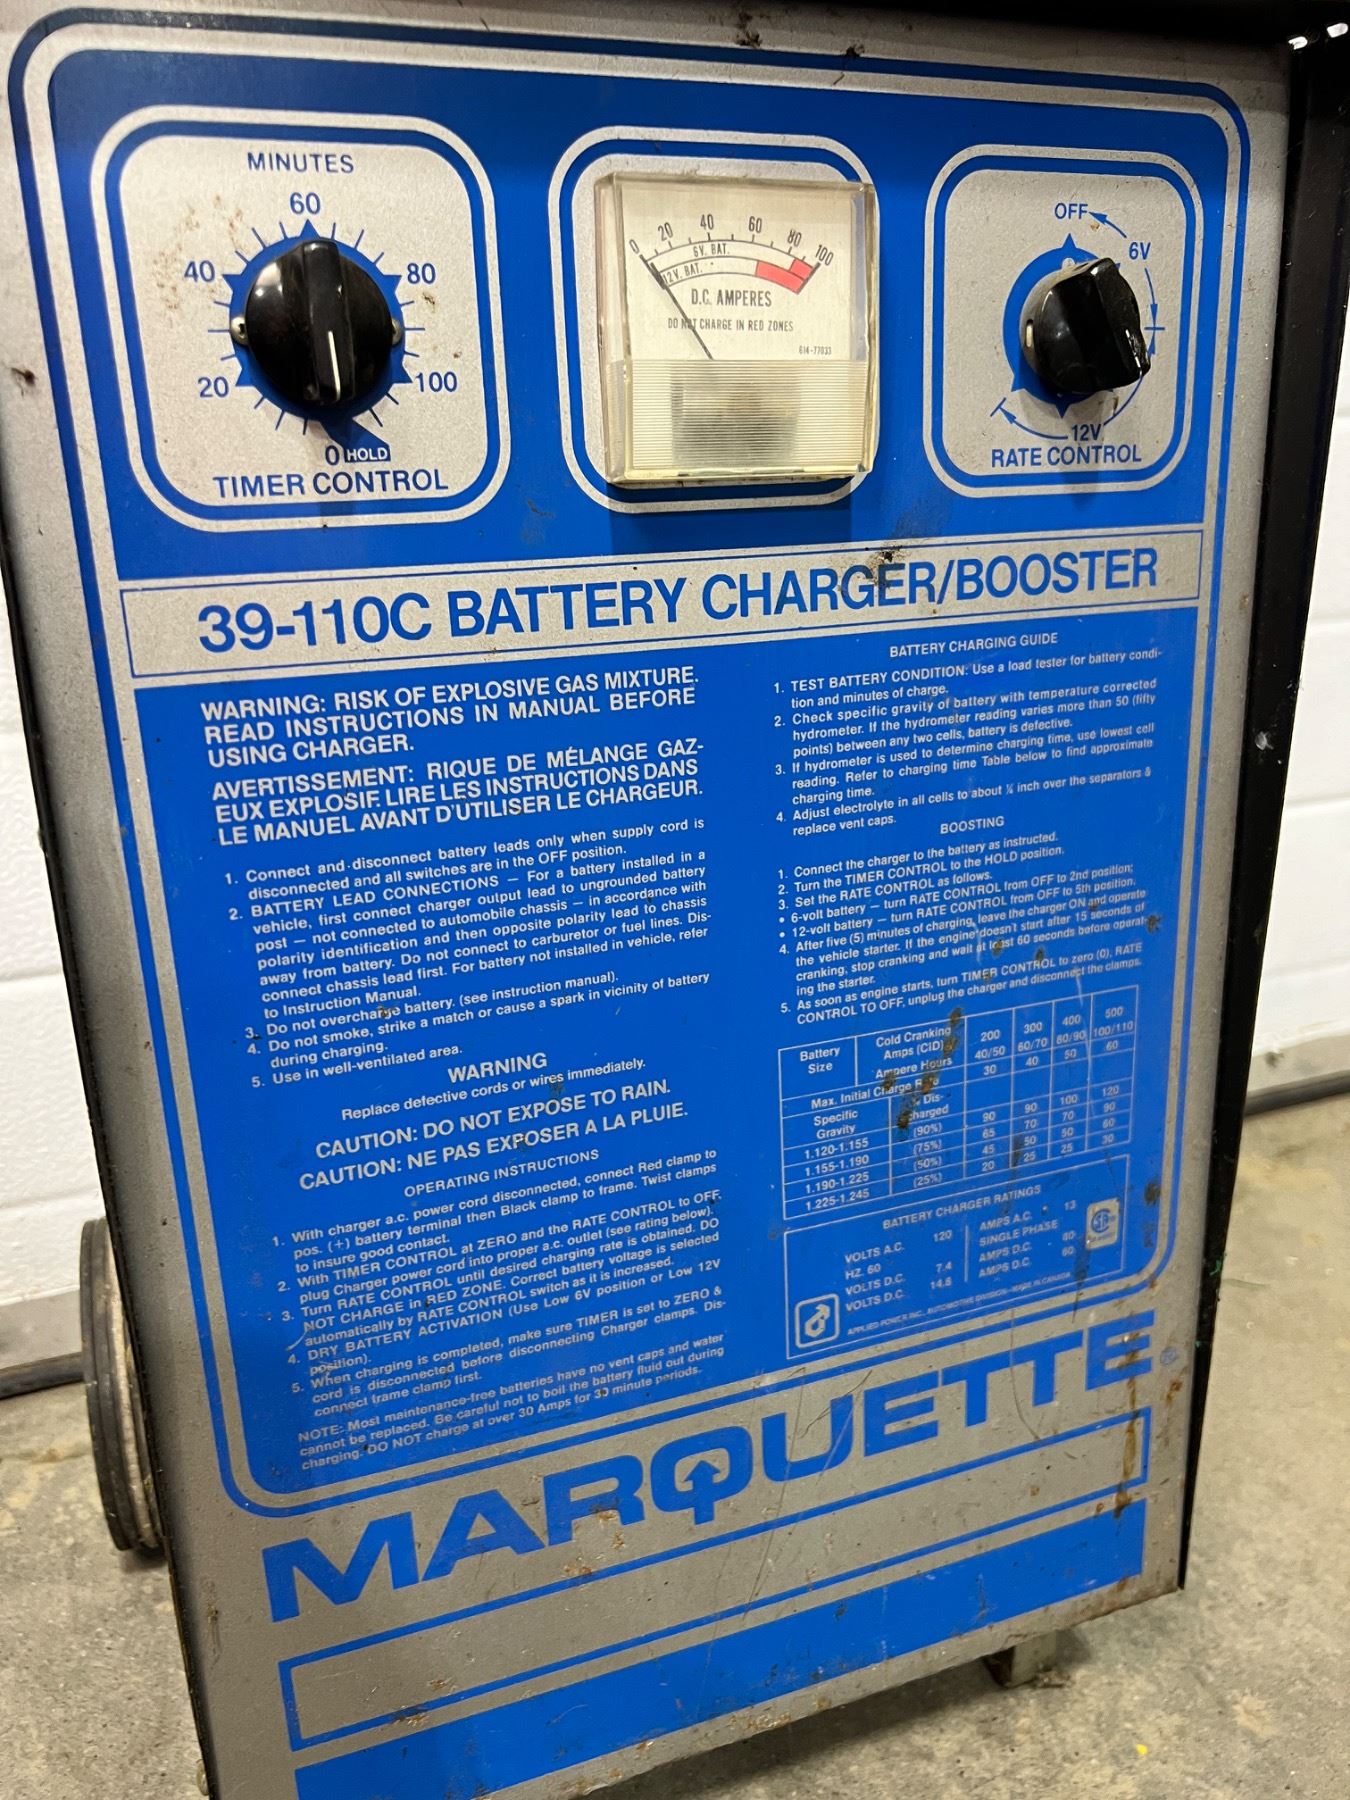 MINUTES
60
40
80
20
100
0 HOLD
TIMER CONTROL
0 20 40 60 80 100
6V. BAT.
12V. BAT.
D.C. AMPERES
DO NOT CHARGE IN RED ZONES
614-77033
OFF
6V
12V
RATE CONTROL
39-110C BATTERY CHARGER/BOOSTER
WARNING: RISK OF EXPLOSIVE GAS MIXTURE.
READ INSTRUCTIONS IN MANUAL BEFORE
USING CHARGER.
AVERTISSEMENT: RIQUE DE MÉLANGE GAZ-
EUX EXPLOSIF. LIRE LES INSTRUCTIONS DANS
LE MANUEL AVANT D'UTILISER LE CHARGEUR.
1. Connect and disconnect battery leads only when supply cord is
disconnected and all switches are in the OFF position.
2. BATTERY LEAD CONNECTIONS — For a battery installed in a
vehicle, first connect charger output lead to ungrounded battery
post — not connected to automobile chassis — in accordance with
polarity identification and then opposite polarity lead to chassis
away from battery. Do not connect to carburetor or fuel lines. Dis-
connect chassis lead first. For battery not installed in vehicle, refer
to Instruction Manual.
3. Do not overcharge battery. (see instruction manual).
4. Do not smoke, strike a match or cause a spark in vicinity of battery
during charging.
5. Use in well-ventilated area.
WARNING
Replace defective cords or wires immediately.
CAUTION: DO NOT EXPOSE TO RAIN.
CAUTION: NE PAS EXPOSER A LA PLUIE.
OPERATING INSTRUCTIONS
1. With charger a.c. power cord disconnected, connect Red clamp to
pos. (+) battery terminal then Black clamp to frame. Twist clamps
to insure good contact.
2. With TIMER CONTROL at ZERO and the RATE CONTROL to OFF,
plug Charger power cord into proper a.c. outlet (see rating below).
3. Turn RATE CONTROL until desired charging rate is obtained. DO
NOT CHARGE in RED ZONE. Correct battery voltage is selected
automatically by RATE CONTROL switch as it is increased.
4. DRY BATTERY ACTIVATION (Use Low 6V position or Low 12V
position).
5. When charging is completed, make sure TIMER is set to ZERO &
cord is disconnected before disconnecting Charger clamps. Dis-
connect frame clamp first.
NOTE: Most maintenance-free batteries have no vent caps and water
cannot be replaced. Be careful not to boil the battery fluid out during
charging. DO NOT charge at over 30 Amps for 30 minute periods.
BATTERY CHARGING GUIDE
1. TEST BATTERY CONDITION: Use a load tester for battery condi-
tion and minutes of charge.
2. Check specific gravity of battery with temperature corrected
hydrometer. If the hydrometer reading varies more than 50 (fifty
points) between any two cells, battery is defective.
3. If hydrometer is used to determine charging time, use lowest cell
reading. Refer to charging time Table below to find approximate
charging time.
4. Adjust electrolyte in all cells to about ¼ inch over the separators &
replace vent caps.
BOOSTING
1. Connect the charger to the battery as instructed.
2. Turn the TIMER CONTROL to the HOLD position.
3. Set the RATE CONTROL as follows.
• 6-volt battery — turn RATE CONTROL from OFF to 2nd position;
• 12-volt battery — turn RATE CONTROL from OFF to 5th position.
4. After five (5) minutes of charging, leave the charger ON and operate
the vehicle starter. If the engine doesn't start after 15 seconds of
cranking, stop cranking and wait at least 60 seconds before operat-
ing the starter.
5. As soon as engine starts, turn TIMER CONTROL to zero (0), RATE
CONTROL TO OFF, unplug the charger and disconnect the clamps.
Battery Size Cold Cranking Amps (CID) 200 300 400 500
Ampere Hours 40/50 60/70 80/90 100/110
Max. Initial Charge Rate 30 40 50 60
Specific Gravity % Dis-charged
1.120-1.155 (90%) 90 90 100 120
1.155-1.190 (75%) 65 70 70 90
1.190-1.225 (50%) 45 50 50 60
1.225-1.245 (25%) 20 25 25 30
BATTERY CHARGER RATINGS
VOLTS A.C. 120 AMPS A.C. 13
HZ. 60 SINGLE PHASE
VOLTS D.C. 7.4 AMPS D.C. 80
VOLTS D.C. 14.8 AMPS D.C. 60
APPLIED POWER INC. AUTOMOTIVE DIVISION—MADE IN CANADA
MARQUETTE